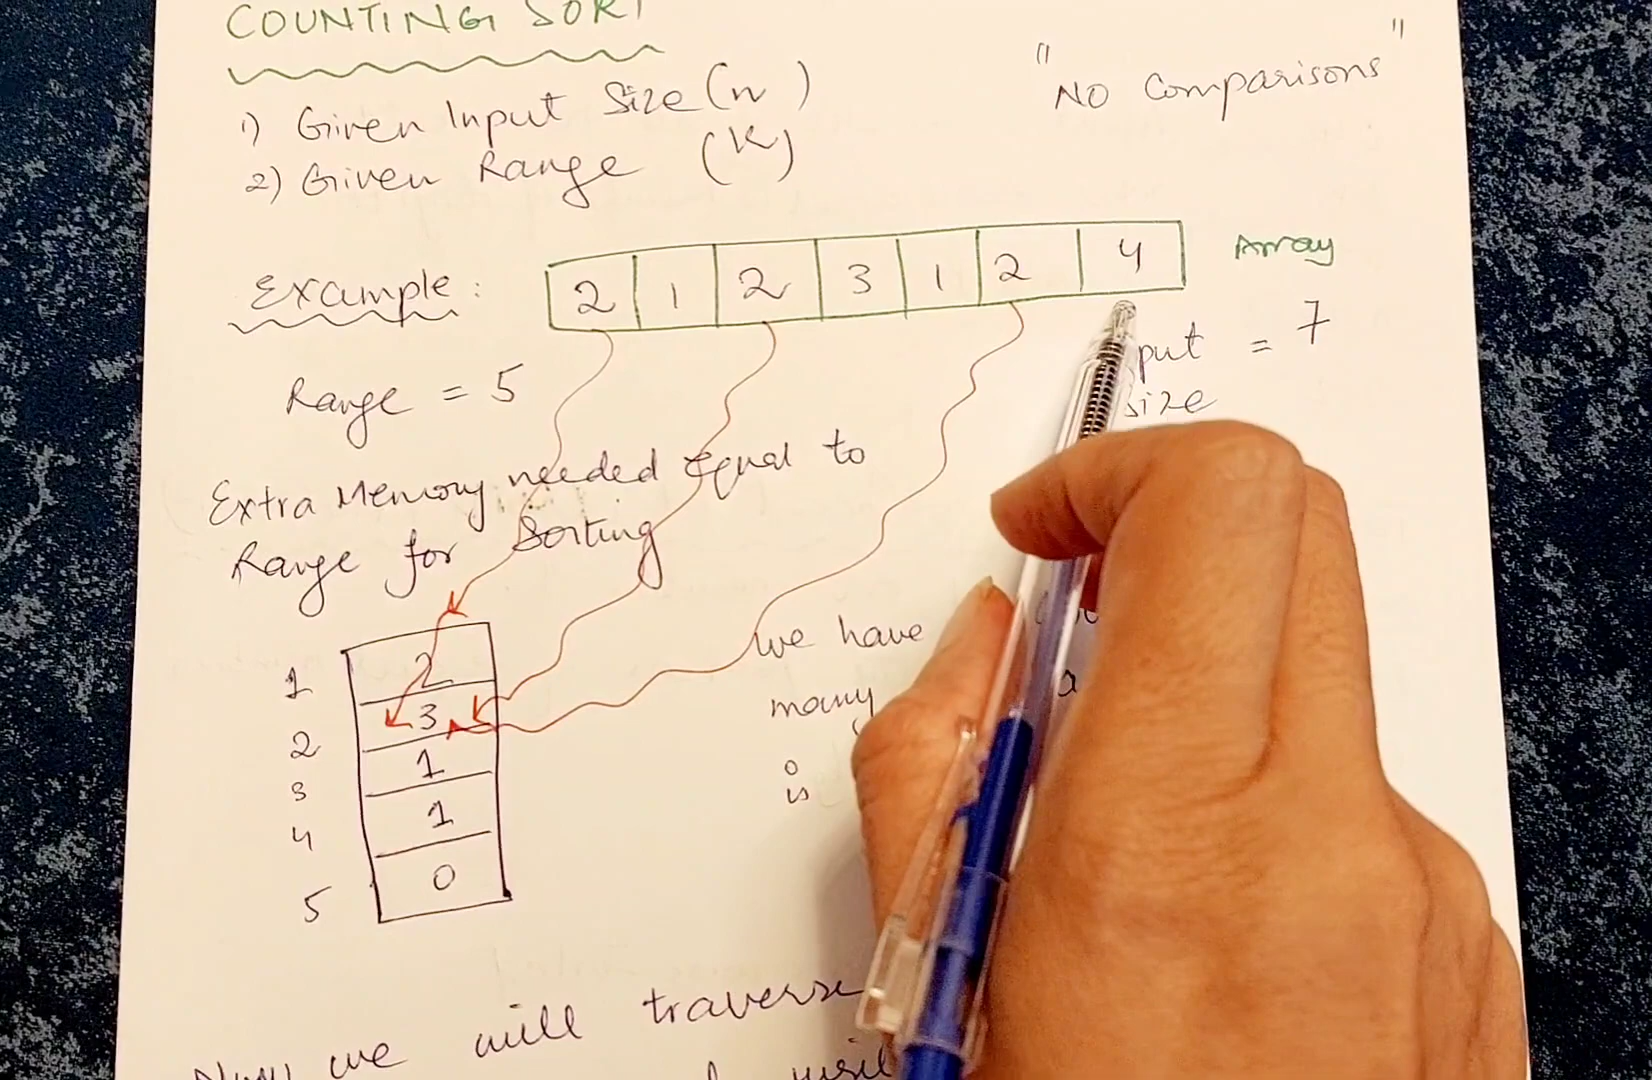 COUNTING SORT
"No Comparisons"
1) Given Input Size (n)
2) Given Range (K)
Example:
2 1 2 3 1 2 4
Array
Range = 5
put = 7
size
Extra Memory needed equal to
Range for Sorting
we have
many
is
1 2
2 3
3 1
4 1
5 0
Now we will traverse